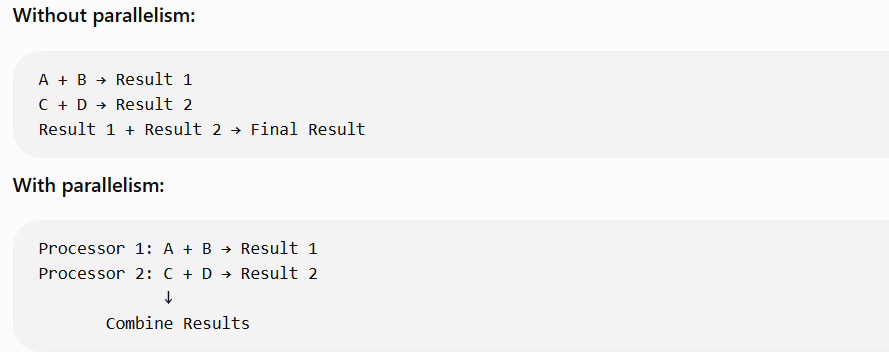 Without parallelism:
A + B → Result 1
C + D → Result 2
Result 1 + Result 2 → Final Result
With parallelism:
Processor 1: A + B → Result 1
Processor 2: C + D → Result 2
↓
Combine Results